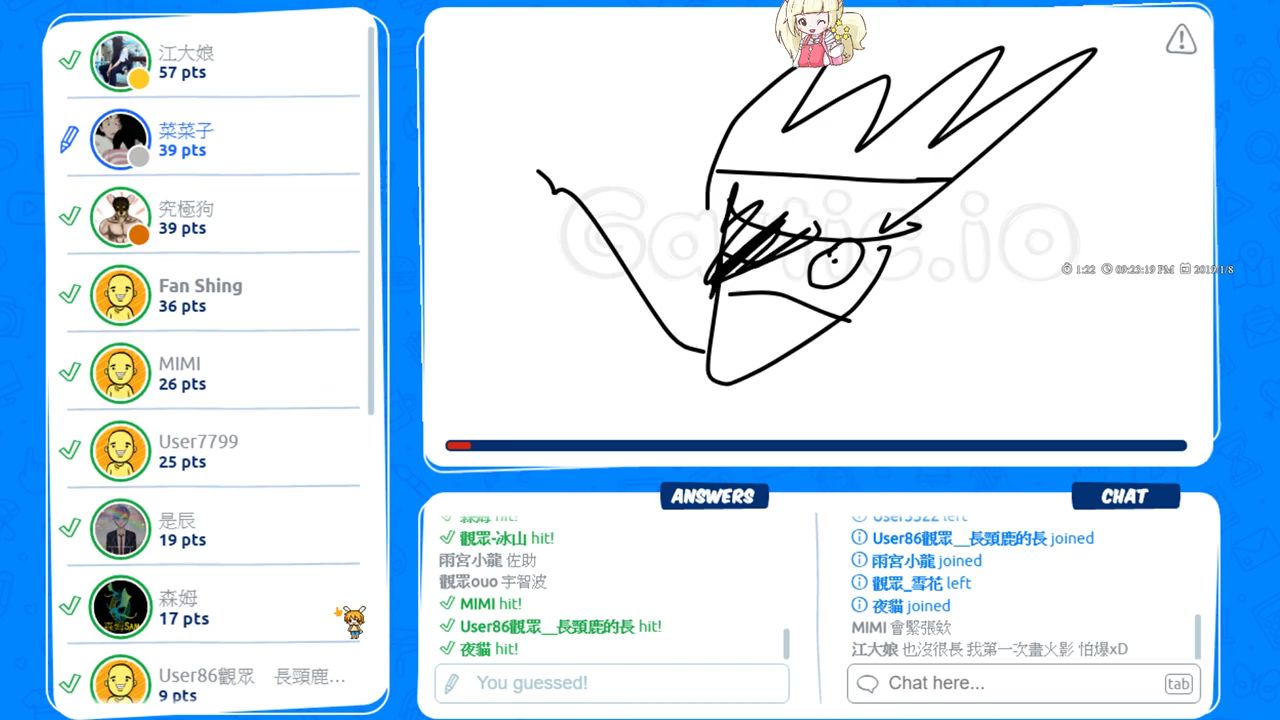 江大娘
57 pts
菜菜子
39 pts
究極狗
39 pts
Fan Shing
36 pts
MIMI
26 pts
User7799
25 pts
是辰
19 pts
森姆
17 pts
User86觀眾 長頸鹿...
9 pts
Gartic.io
1:22 09:23:19 PM 2019/1/8
ANSWERS
森姆 hit!
觀眾-冰山 hit!
雨宮小龍 佐助
觀眾ouo 宇智波
MIMI hit!
User86觀眾__長頸鹿的長 hit!
夜貓 hit!
You guessed!
CHAT
User3322 left
User86觀眾__長頸鹿的長 joined
雨宮小龍 joined
觀眾_雪花 left
夜貓 joined
MIMI 會緊張欸
江大娘 也沒很長 我第一次畫火影 怕爆xD
Chat here...
tab